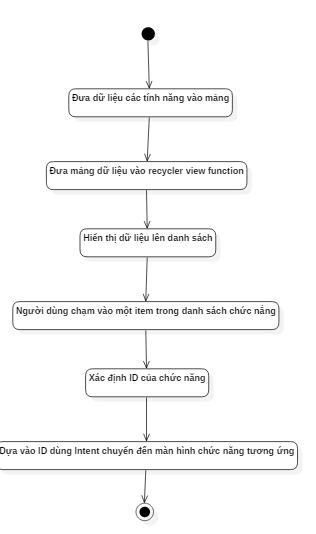 Đưa dữ liệu các tính năng vào mảng
Đưa mảng dữ liệu vào recycler view function
Hiển thị dữ liệu lên danh sách
Người dùng chạm vào một item trong danh sách chức nẳng
Xác định ID của chức năng
Dựa vào ID dùng Intent chuyển đến màn hình chức năng tương ứng